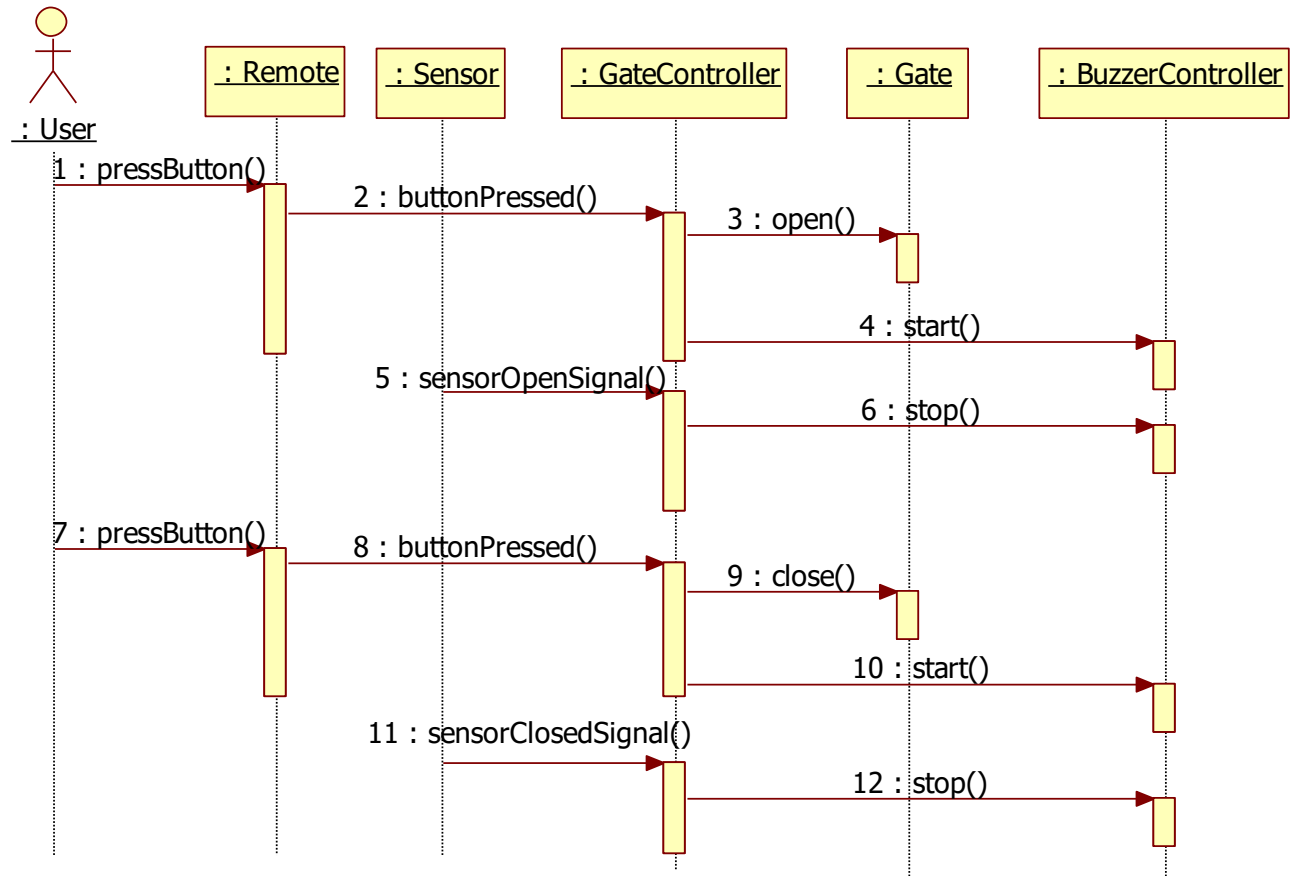 : Remote
: Sensor
: GateController
: Gate
: BuzzerController
: User
1 : pressButton()
2 : buttonPressed()
3 : open()
4 : start()
5 : sensorOpenSignal()
6 : stop()
7 : pressButton()
8 : buttonPressed()
9 : close()
10 : start()
11 : sensorClosedSignal()
12 : stop()